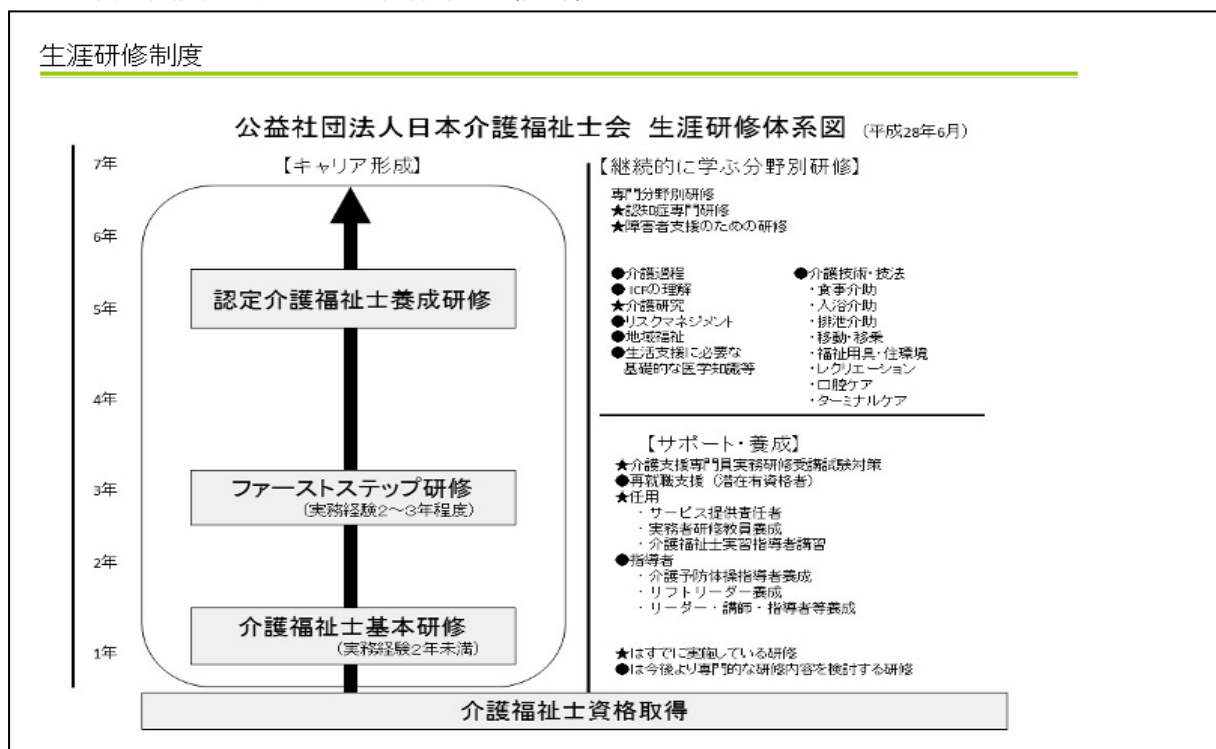 生涯研修制度
公益社団法人日本介護福祉士会 生涯研修体系図 (平成28年6月)
7年
6年
5年
4年
3年
2年
1年
【キャリア形成】
認定介護福祉士養成研修
ファーストステップ研修
(実務経験2～3年程度)
介護福祉士基本研修
(実務経験2年未満)
介護福祉士資格取得
【継続的に学ぶ分野別研修】
専門分野別研修
★認知症専門研修
★障害者支援のための研修
●介護過程
●ICFの理解
★介護研究
●リスクマネジメント
●地域福祉
●生活支援に必要な
基礎的な医学知識等
●介護技術・技法
・食事介助
・入浴介助
・排泄介助
・移動・移乗
・福祉用具・住環境
・レクリエーション
・口腔ケア
・ターミナルケア
【サポート・養成】
★介護支援専門員実務研修受講試験対策
●再就職支援（潜在有資格者）
★任用
・サービス提供責任者
・実務者研修教員養成
・介護福祉士実習指導者講習
●指導者
・介護予防体操指導者養成
・リフトリーダー養成
・リーダー・講師・指導者等養成
★はすでに実施している研修
●は今後より専門的な研修内容を検討する研修